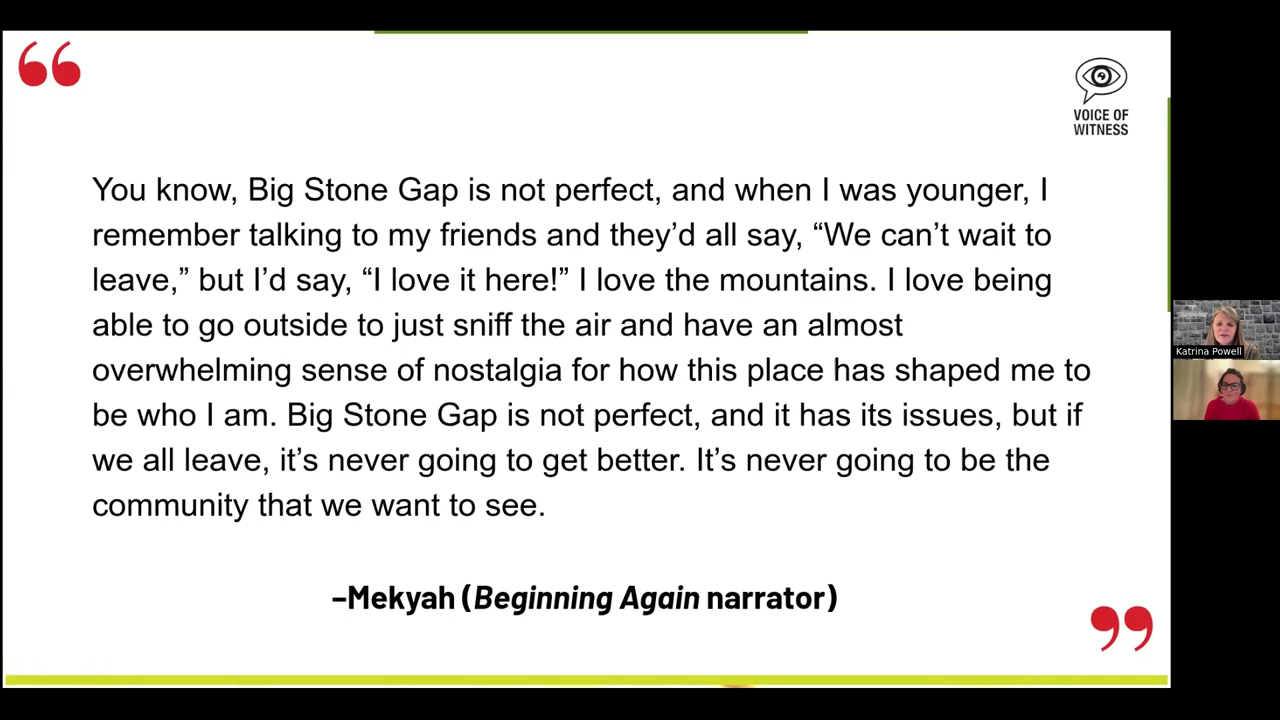 VOICE OF
WITNESS
You know, Big Stone Gap is not perfect, and when I was younger, I
remember talking to my friends and they’d all say, “We can’t wait to
leave,” but I’d say, “I love it here!” I love the mountains. I love being
able to go outside to just sniff the air and have an almost
overwhelming sense of nostalgia for how this place has shaped me to
be who I am. Big Stone Gap is not perfect, and it has its issues, but if
we all leave, it’s never going to get better. It’s never going to be the
community that we want to see.
–Mekyah (Beginning Again narrator)
Katrina Powell